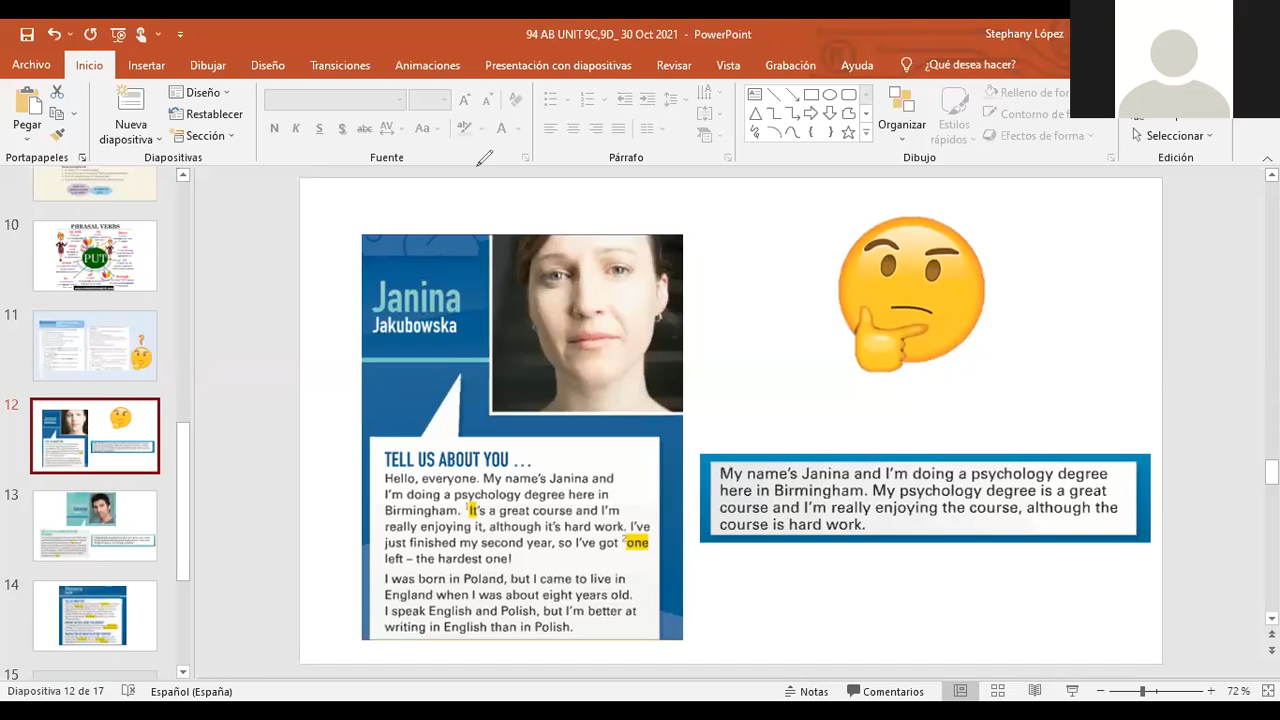 94 AB UNIT 9C,9D_ 30 Oct 2021 - PowerPoint
Stephany López
Archivo
Inicio
Insertar
Dibujar
Diseño
Transiciones
Animaciones
Presentación con diapositivas
Revisar
Vista
Grabación
Ayuda
¿Qué desea hacer?
Pegar
Portapapeles
Nueva
diapositiva
Diseño
Restablecer
Sección
Diapositivas
N K S S abc AV Aa A
Fuente
Párrafo
Organizar
Estilos
rápidos
Relleno de for
Contorno de f
Efectos de forma
Dibujo
Seleccionar
Edición
10
PHRASAL VERBS
PUT
11
12
13
14
15
Janina
Jakubowska
TELL US ABOUT YOU ...
Hello, everyone. My name's Janina and
I'm doing a psychology degree here in
Birmingham. 1It's a great course and I'm
really enjoying it, although it's hard work. I've
just finished my second year, so I've got 2one
left – the hardest one!
I was born in Poland, but I came to live in
England when I was about eight years old.
I speak English and Polish, but I'm better at
writing in English than in Polish.
My name's Janina and I'm doing a psychology degree
here in Birmingham. My psychology degree is a great
course and I'm really enjoying the course, although the
course is hard work.
Diapositiva 12 de 17
Español (España)
Notas
Comentarios
72 %